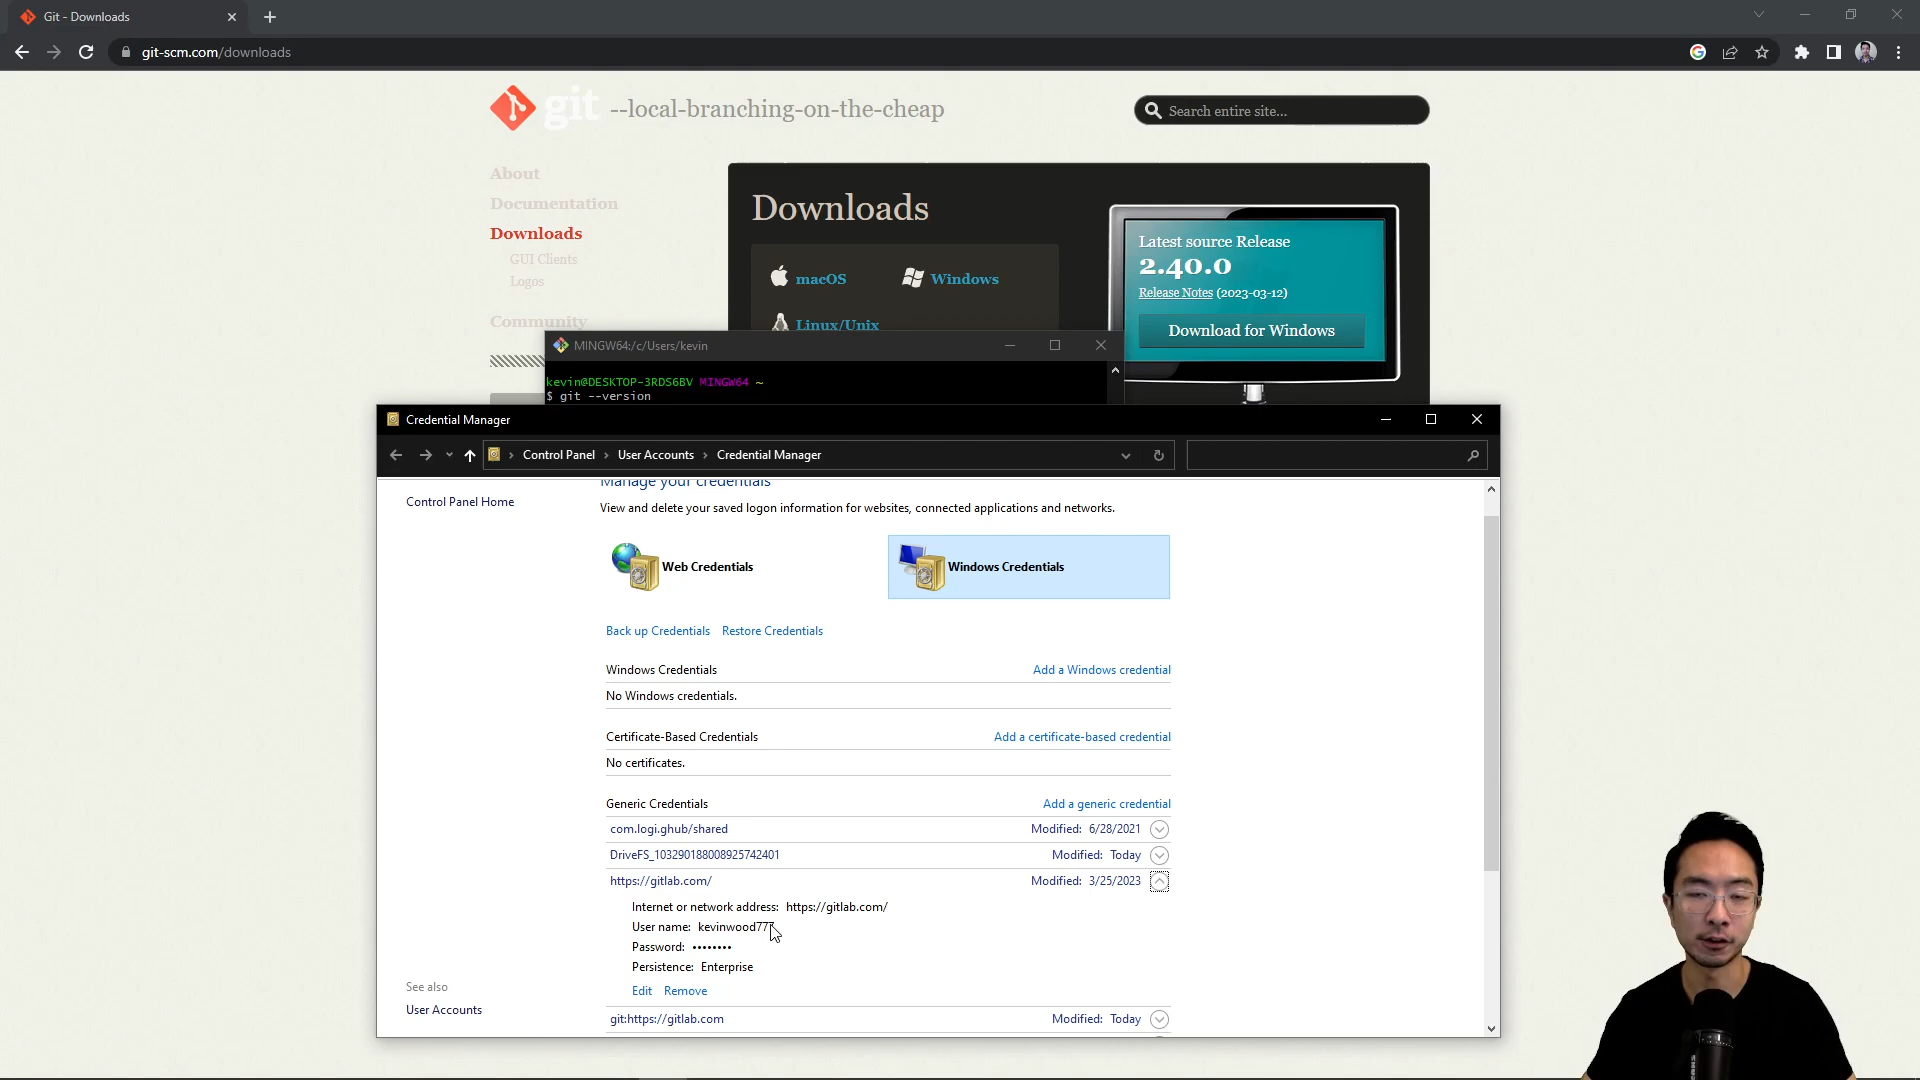 Git - Downloads
git-scm.com/downloads
git --local-branching-on-the-cheap
Search entire site...
About
Documentation
Downloads
GUI Clients
Logos
Community
Downloads
macOS
Windows
Linux/Unix
Latest source Release
2.40.0
Release Notes (2023-03-12)
Download for Windows
MINGW64:/c/Users/kevin
kevin@DESKTOP-3RDS6BV MINGW64 ~
$ git --version
Credential Manager
Control Panel > User Accounts > Credential Manager
Control Panel Home
Manage your credentials
View and delete your saved logon information for websites, connected applications and networks.
Web Credentials
Windows Credentials
Back up Credentials Restore Credentials
Windows Credentials Add a Windows credential
No Windows credentials.
Certificate-Based Credentials Add a certificate-based credential
No certificates.
Generic Credentials Add a generic credential
com.logi.ghub/shared Modified: 6/28/2021
DriveFS_103290188008925742401 Modified: Today
https://gitlab.com/ Modified: 3/25/2023
Internet or network address: https://gitlab.com/
User name: kevinwood777
Password: ••••••••
Persistence: Enterprise
Edit Remove
git:https://gitlab.com Modified: Today
See also
User Accounts